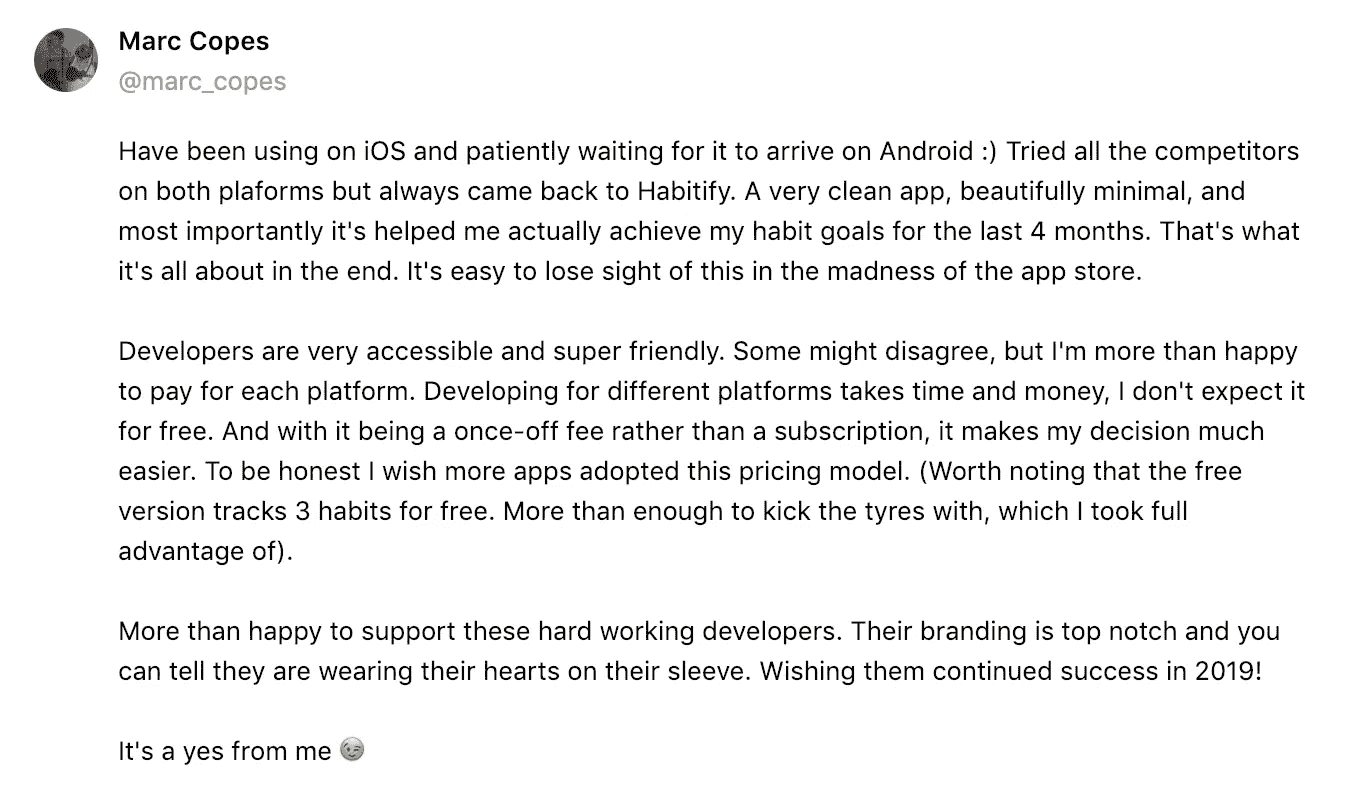 Marc Copes
@marc_copes
Have been using on iOS and patiently waiting for it to arrive on Android :) Tried all the competitors
on both plaforms but always came back to Habitify. A very clean app, beautifully minimal, and
most importantly it's helped me actually achieve my habit goals for the last 4 months. That's what
it's all about in the end. It's easy to lose sight of this in the madness of the app store.
Developers are very accessible and super friendly. Some might disagree, but I'm more than happy
to pay for each platform. Developing for different platforms takes time and money, I don't expect it
for free. And with it being a once-off fee rather than a subscription, it makes my decision much
easier. To be honest I wish more apps adopted this pricing model. (Worth noting that the free
version tracks 3 habits for free. More than enough to kick the tyres with, which I took full
advantage of).
More than happy to support these hard working developers. Their branding is top notch and you
can tell they are wearing their hearts on their sleeve. Wishing them continued success in 2019!
It's a yes from me 😉